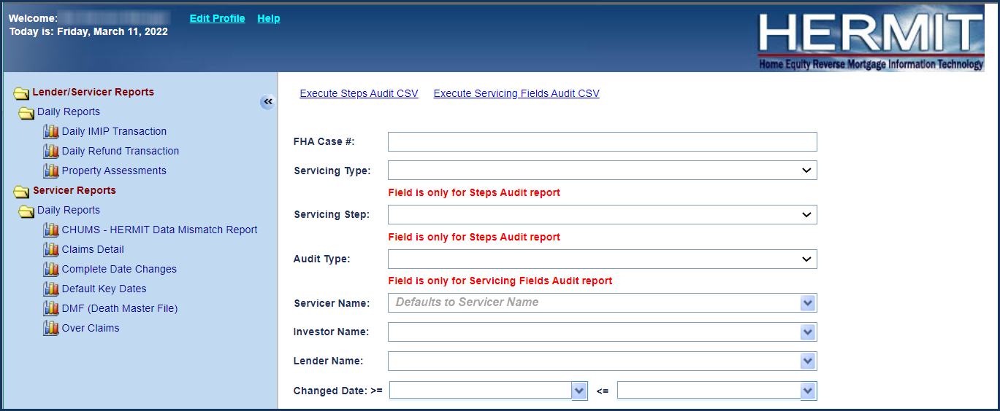 Welcome:
Edit Profile Help
Today is: Friday, March 11, 2022
HERMIT
Home Equity Reverse Mortgage Information Technology
Lender/Servicer Reports
Daily Reports
Daily IMIP Transaction
Daily Refund Transaction
Property Assessments
Servicer Reports
Daily Reports
CHUMS - HERMIT Data Mismatch Report
Claims Detail
Complete Date Changes
Default Key Dates
DMF (Death Master File)
Over Claims
Execute Steps Audit CSV Execute Servicing Fields Audit CSV
FHA Case #:
Servicing Type:
Field is only for Steps Audit report
Servicing Step:
Field is only for Steps Audit report
Audit Type:
Field is only for Servicing Fields Audit report
Servicer Name: Defaults to Servicer Name
Investor Name:
Lender Name:
Changed Date: >= <=